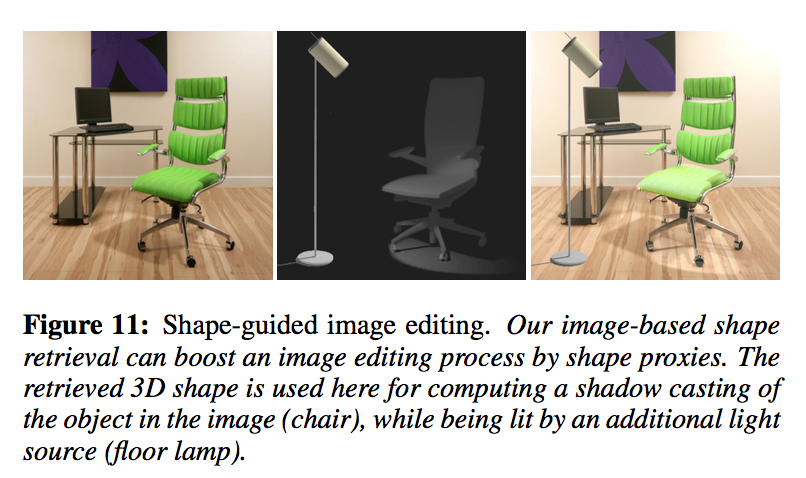 Figure 11: Shape-guided image editing. Our image-based shape
retrieval can boost an image editing process by shape proxies. The
retrieved 3D shape is used here for computing a shadow casting of
the object in the image (chair), while being lit by an additional light
source (floor lamp).